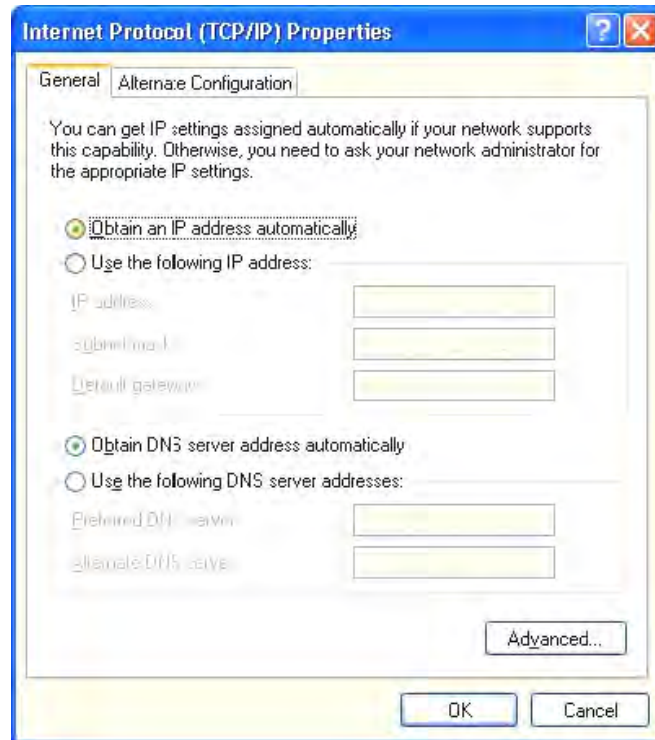 Internet Protocol (TCP/IP) Properties
General
Alternate Configuration
You can get IP settings assigned automatically if your network supports
this capability. Otherwise, you need to ask your network administrator for
the appropriate IP settings.
Obtain an IP address automatically
Use the following IP address:
IP address:
Subnet mask:
Default gateway:
Obtain DNS server address automatically
Use the following DNS server addresses:
Preferred DNS server:
Alternate DNS server:
Advanced...
OK
Cancel